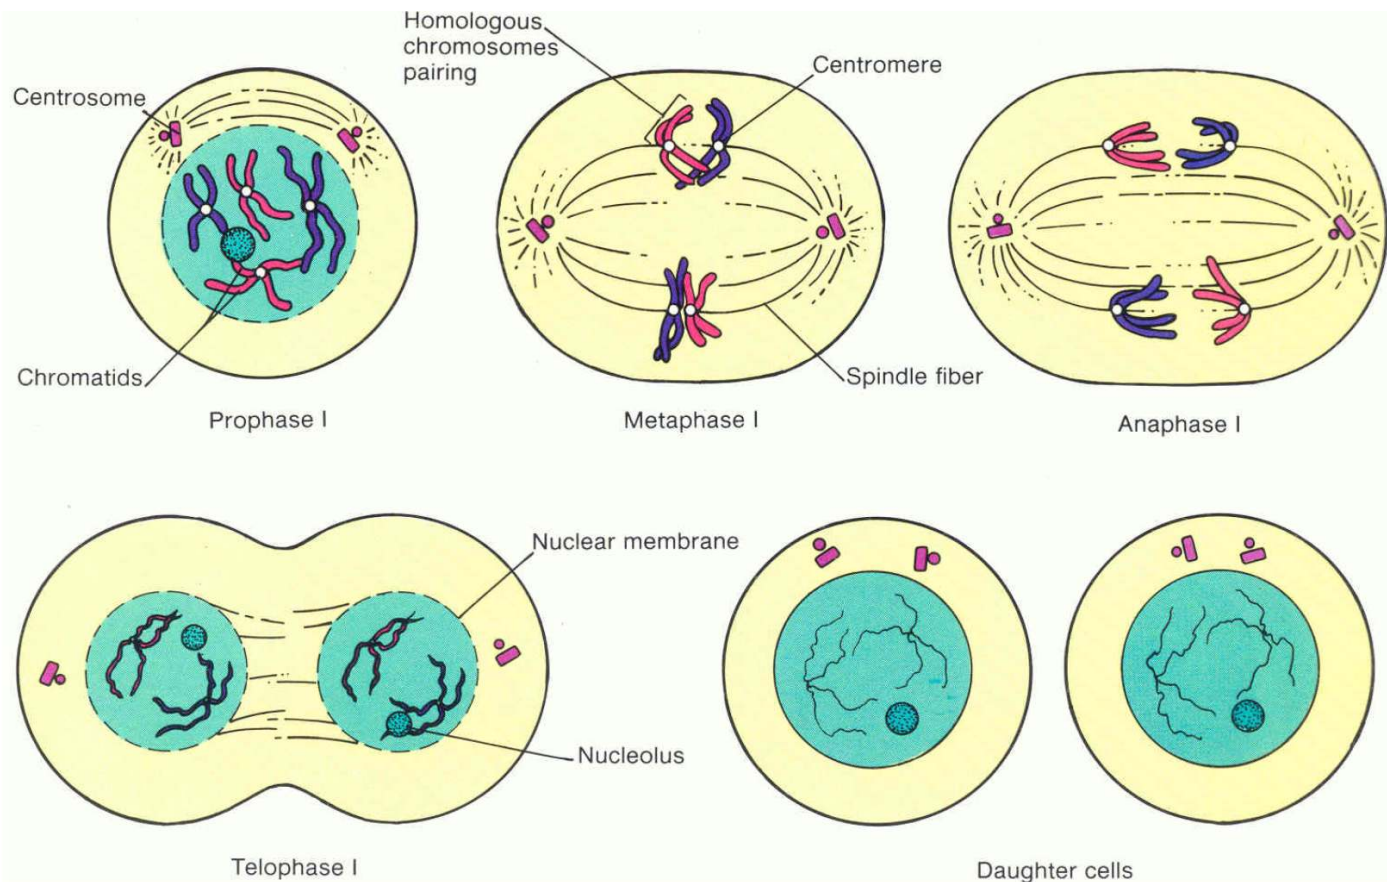 Homologous
chromosomes
pairing
Centrosome
Centromere
Chromatids
Spindle fiber
Prophase I
Metaphase I
Anaphase I
Nuclear membrane
Nucleolus
Telophase I
Daughter cells